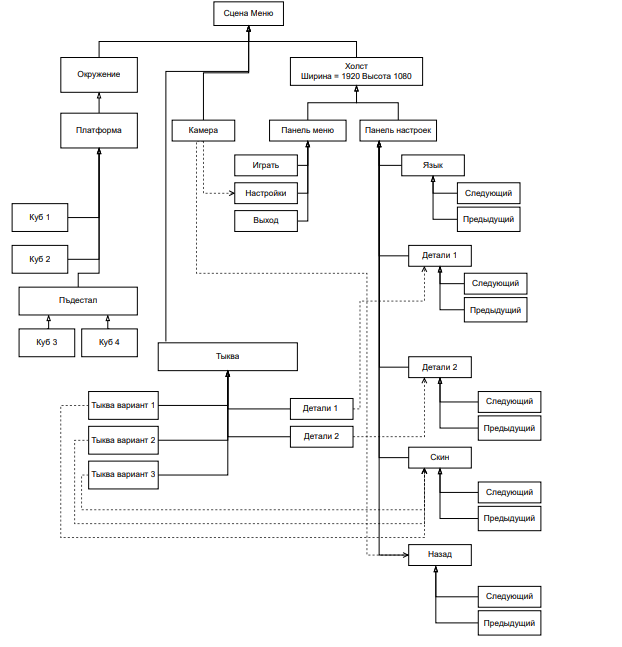 Сцена Меню
Окружение
Холст
Ширина = 1920 Высота 1080
Платформа
Камера
Панель меню
Панель настроек
Играть
Язык
Настройки
Следующий
Куб 1
Выход
Предыдущий
Куб 2
Детали 1
Следующий
Пъдестал
Предыдущий
Куб 3
Куб 4
Тыква
Детали 2
Тыква вариант 1
Детали 1
Следующий
Тыква вариант 2
Детали 2
Предыдущий
Скин
Тыква вариант 3
Следующий
Предыдущий
Назад
Следующий
Предыдущий